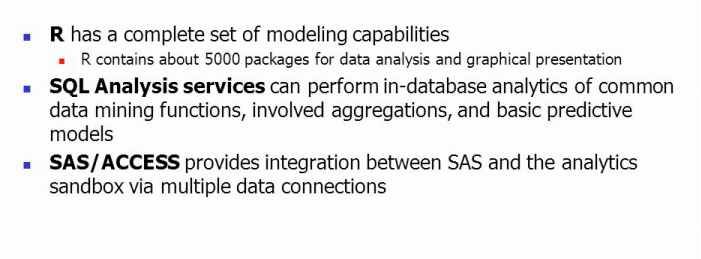 R has a complete set of modeling capabilities
R contains about 5000 packages for data analysis and graphical presentation
SQL Analysis services can perform in-database analytics of common
data mining functions, involved aggregations, and basic predictive
models
SAS/ACCESS provides integration between SAS and the analytics
sandbox via multiple data connections